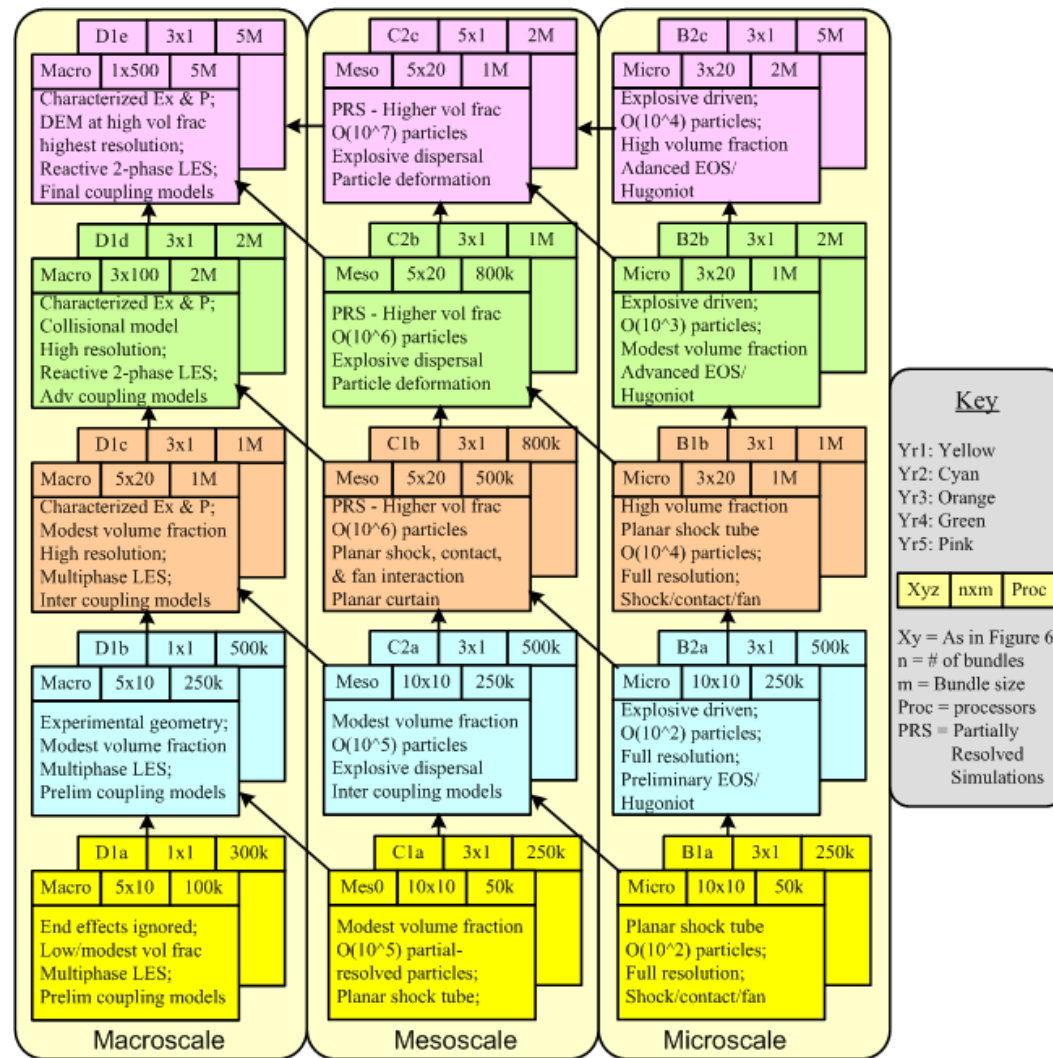 D1e 3x1 5M
Macro 1x500 5M
Characterized Ex & P;
DEM at high vol frac
highest resolution;
Reactive 2-phase LES;
Final coupling models
D1d 3x1 2M
Macro 3x100 2M
Characterized Ex & P;
Collisional model
High resolution;
Reactive 2-phase LES;
Adv coupling models
D1c 3x1 1M
Macro 5x20 1M
Characterized Ex & P;
Modest volume fraction
High resolution;
Multiphase LES;
Inter coupling models
D1b 1x1 500k
Macro 5x10 250k
Experimental geometry;
Modest volume fraction
Multiphase LES;
Prelim coupling models
D1a 1x1 300k
Macro 5x10 100k
End effects ignored;
Low/modest vol frac
Multiphase LES;
Prelim coupling models
Macroscale
C2c 5x1 2M
Meso 5x20 1M
PRS - Higher vol frac
O(10^7) particles
Explosive dispersal
Particle deformation
C2b 3x1 1M
Meso 5x20 800k
PRS - Higher vol frac
O(10^6) particles
Explosive dispersal
Particle deformation
C1b 3x1 800k
Meso 5x20 500k
PRS - Higher vol frac
O(10^6) particles
Planar shock, contact,
& fan interaction
Planar curtain
C2a 3x1 500k
Meso 10x10 250k
Modest volume fraction
O(10^5) particles
Explosive dispersal
Inter coupling models
C1a 3x1 250k
Mes0 10x10 50k
Modest volume fraction
O(10^5) partial-
resolved particles;
Planar shock tube;
Mesoscale
B2c 3x1 5M
Micro 3x20 2M
Explosive driven;
O(10^4) particles;
High volume fraction
Adanced EOS/
Hugoniot
B2b 3x1 2M
Micro 3x20 1M
Explosive driven;
O(10^3) particles;
Modest volume fraction
Advanced EOS/
Hugoniot
B1b 3x1 1M
Micro 3x20 1M
High volume fraction
Planar shock tube
O(10^4) particles;
Full resolution;
Shock/contact/fan
B2a 3x1 500k
Micro 10x10 250k
Explosive driven;
O(10^2) particles;
Full resolution;
Preliminary EOS/
Hugoniot
B1a 3x1 250k
Micro 10x10 50k
Planar shock tube
O(10^2) particles;
Full resolution;
Shock/contact/fan
Microscale
Key
Yr1: Yellow
Yr2: Cyan
Yr3: Orange
Yr4: Green
Yr5: Pink
Xyz nxm Proc
Xy = As in Figure 6
n = # of bundles
m = Bundle size
Proc = processors
PRS = Partially
Resolved
Simulations